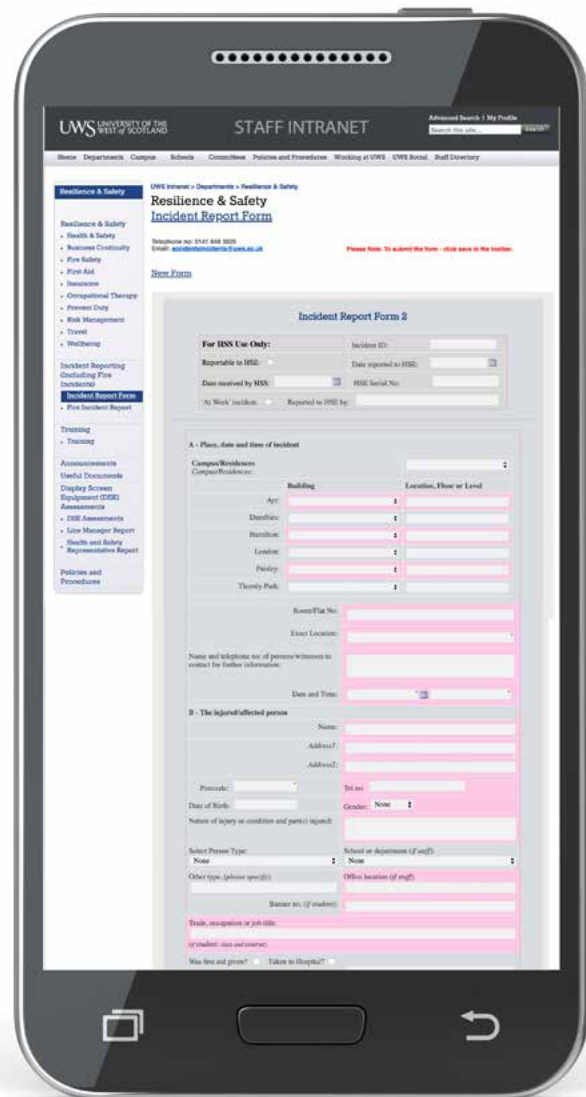 UWS UNIVERSITY OF THE WEST of SCOTLAND
STAFF INTRANET
Advanced Search | My Profile
Search this site...
Search
Home Departments Campus Schools Committees Policies and Procedures Working at UWS UWS Social Staff Directory
Resilience & Safety
Resilience & Safety
Health & Safety
Business Continuity
Fire Safety
First Aid
Insurance
Occupational Therapy
Prevent Duty
Risk Management
Travel
Wellbeing
Incident Reporting
(Including Fire
Incidents)
Incident Report Form
Fire Incident Report
Training
Training
Announcements
Useful Documents
Display Screen
Equipment (DSE)
Assessments
DSE Assessments
Line Manager Report
Health and Safety
Representative Report
Policies and
Procedures
UWS Intranet > Departments > Resilience & Safety
Resilience & Safety
Incident Report Form
Telephone no: 0141 848
Email:
Please Note. To submit the form - click save in the toolbar.
New Form
Incident Report Form 2
For HSS Use Only:
Incident ID:
Reportable to HSE:
Date reported to HSE:
Date received by HSS:
HSE Serial No:
'At Work' incident:
Reported to HSE by:
A - Place, date and time of incident
Campus/Residences
Campus/Residences:
Building
Location, Floor or Level
Ayr:
Dumfries:
Hamilton:
London:
Paisley:
Thornly Park:
Room/Flat No:
Exact Location:
Name and telephone no: of persons/witnesses to
contact for further information:
Date and Time:
B - The injured/affected person
Name:
Address1:
Address2:
Postcode:
Tel no:
Date of Birth:
Gender: None
Nature of injury or condition and part(s) injured:
Select Person Type:
None
School or department (if staff):
None
Other type, (please specify):
Office location (if staff):
Banner no. (if student):
Trade, occupation or job title:
(if student: class and course)
Was first aid given?
Taken to Hospital?